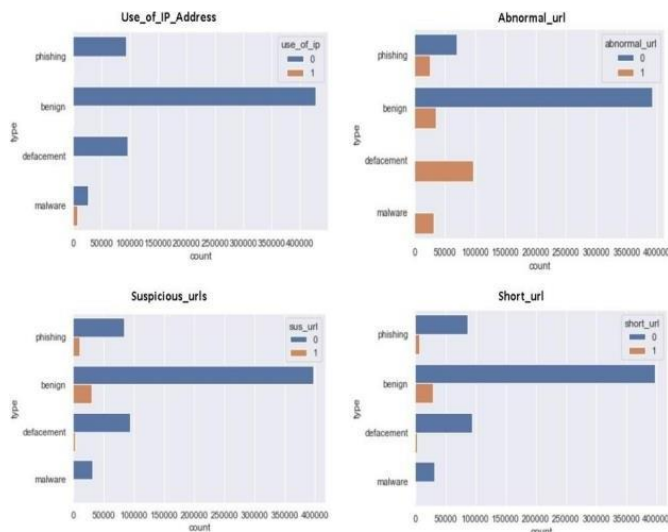 Use_of_IP_Address
use_of_ip
0
1
phishing
benign
defacement
malware
type
0 50000 100000 150000 200000 250000 300000 350000 400000
count
Abnormal_url
abnormal_url
0
1
phishing
benign
defacement
malware
type
0 50000 100000 150000 200000 250000 300000 350000 400000
count
Suspicious_urls
sus_url
0
1
phishing
benign
defacement
malware
type
0 50000 100000 150000 200000 250000 300000 350000 400000
count
Short_url
short_url
0
1
phishing
benign
defacement
malware
type
0 50000 100000 150000 200000 250000 300000 350000 400000
count